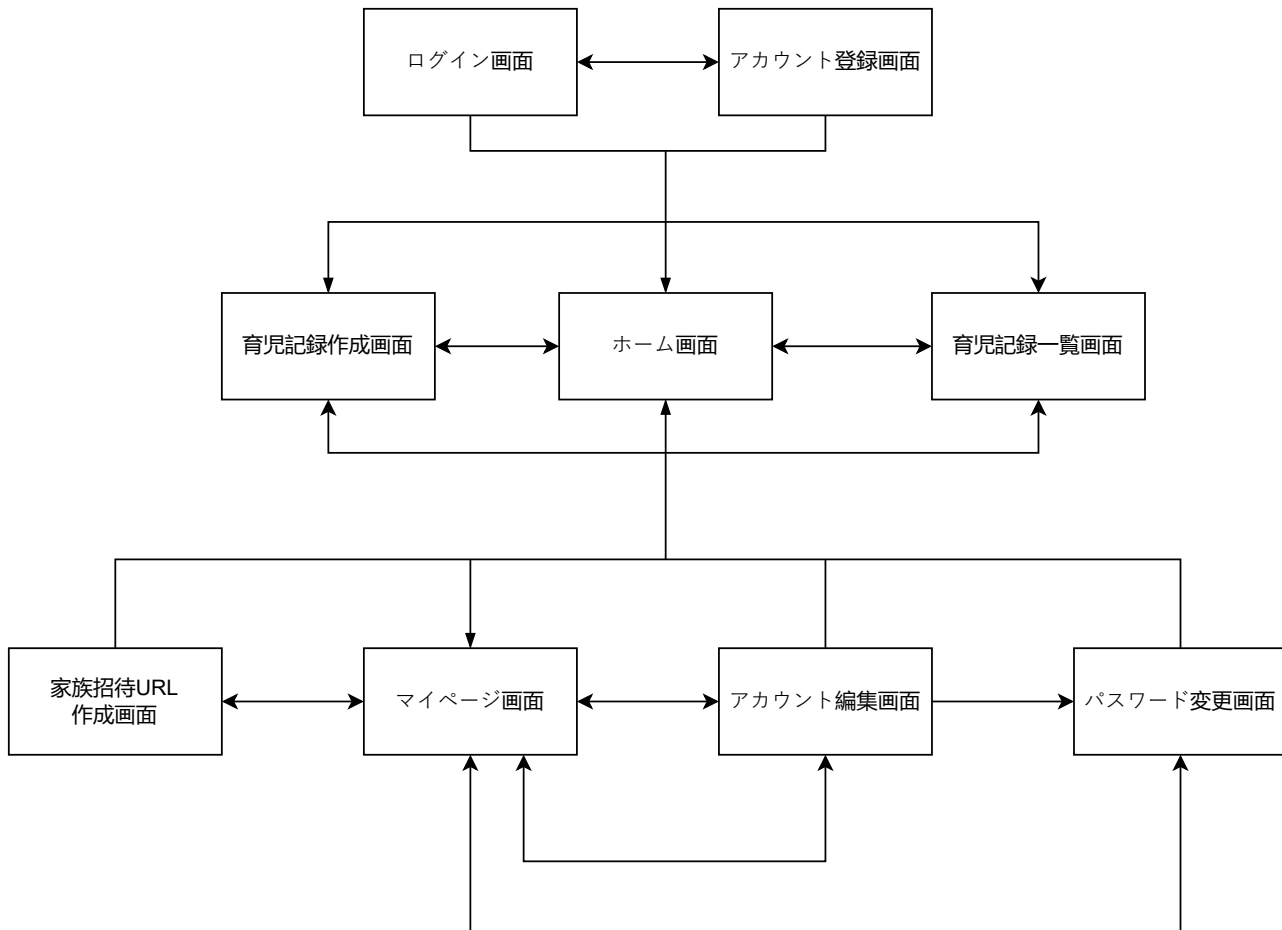 ログイン画面
アカウント登録画面
育児記録作成画面
ホーム画面
育児記録一覧画面
家族招待URL
作成画面
マイページ画面
アカウント編集画面
パスワード変更画面